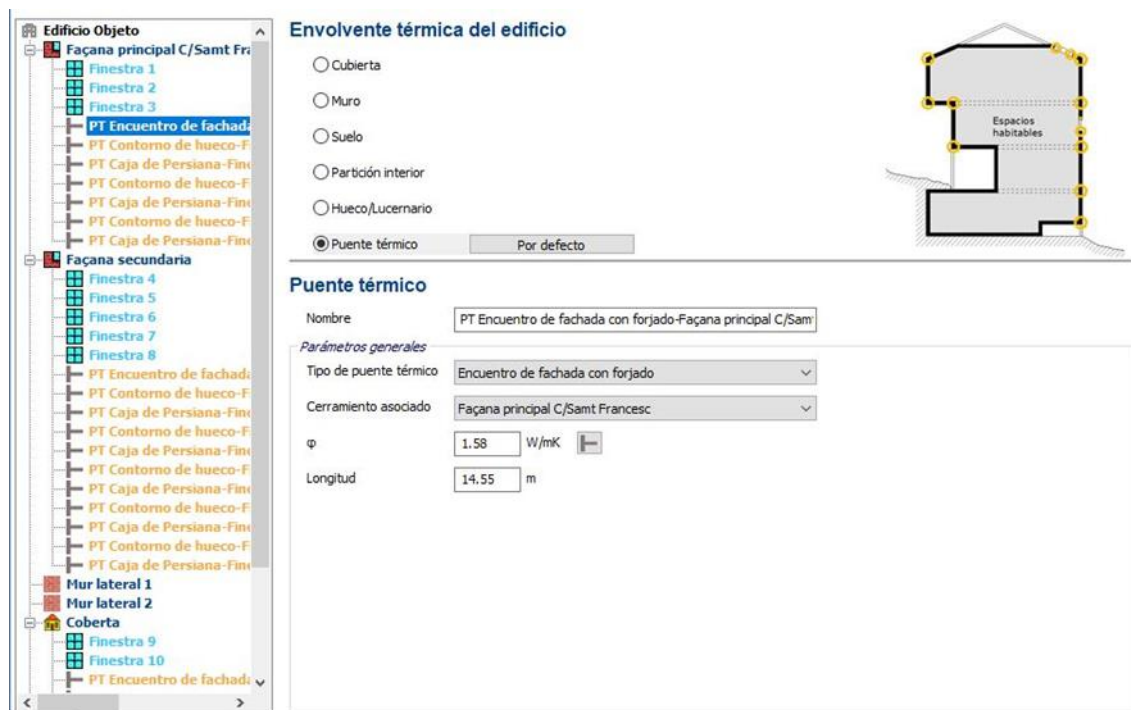 Edificio Objeto
Façana principal C/Samt Fra
Finestra 1
Finestra 2
Finestra 3
PT Encuentro de fachada
PT Contorno de hueco-F
PT Caja de Persiana-Fine
PT Contorno de hueco-F
PT Caja de Persiana-Fine
PT Contorno de hueco-F
PT Caja de Persiana-Fine
Façana secundaria
Finestra 4
Finestra 5
Finestra 6
Finestra 7
Finestra 8
PT Encuentro de fachada
PT Contorno de hueco-F
PT Caja de Persiana-Fine
PT Contorno de hueco-F
PT Caja de Persiana-Fine
PT Contorno de hueco-F
PT Caja de Persiana-Fine
PT Contorno de hueco-F
PT Caja de Persiana-Fine
PT Contorno de hueco-F
PT Caja de Persiana-Fine
Mur lateral 1
Mur lateral 2
Coberta
Finestra 9
Finestra 10
PT Encuentro de fachada
Envolvente térmica del edificio
Cubierta
Muro
Suelo
Partición interior
Hueco/Lucernario
Puente térmico Por defecto
Espacios
habitables
Puente térmico
Nombre PT Encuentro de fachada con forjado-Façana principal C/Sam
Parámetros generales
Tipo de puente térmico Encuentro de fachada con forjado
Cerramiento asociado Façana principal C/Samt Francesc
φ 1.58 W/mK
Longitud 14.55 m